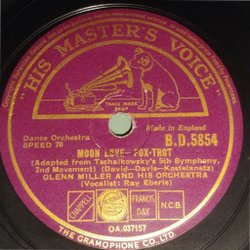 "HIS MASTER'S VOICE"
TRADE MARK
Made in England
Dance Orchestra
SPEED 78
B.D.5854
MOON LOVE—FOX-TROT
(Adapted from Tschaikowsky's 5th Symphony,
2nd Movement) (David—Davis—Kostelanetz)
GLENN MILLER AND HIS ORCHESTRA
(Vocalist: Ray Eberle)
CHAPPELL
FRANCIS
DAY
N.C.B.
OA.037157
THE GRAMOPHONE CO. LTD.